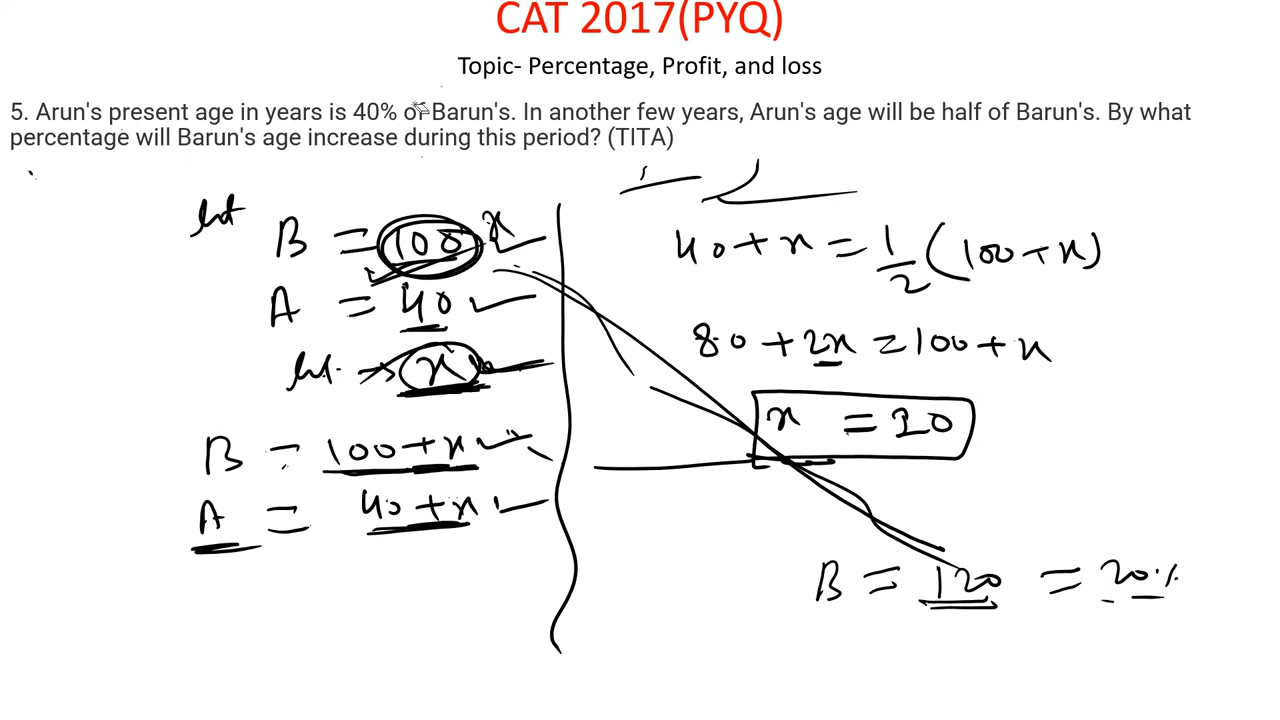 CAT 2017(PYQ)
Topic- Percentage, Profit, and loss
5. Arun's present age in years is 40% of Barun's. In another few years, Arun's age will be half of Barun's. By what
percentage will Barun's age increase during this period? (TITA)
let
B = 100 x
A = 40
let → x
B = 100 + x
A = 40 + x
40 + x = 1/2 (100 + x)
80 + 2x = 100 + x
x = 20
B = 120 = 20%